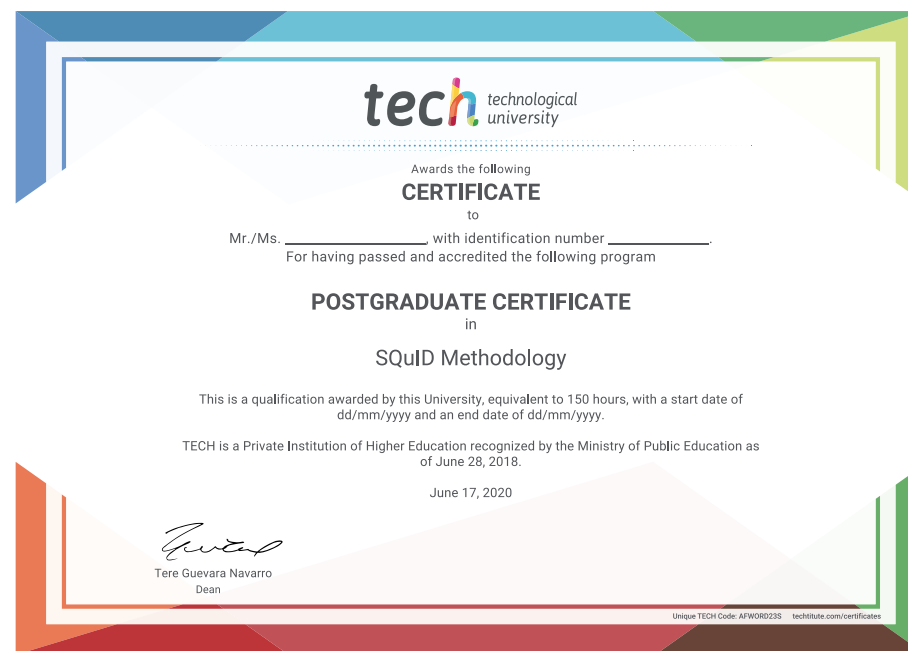 tech technological
university
Awards the following
CERTIFICATE
to
Mr./Ms. ________________, with identification number ____________.
For having passed and accredited the following program
POSTGRADUATE CERTIFICATE
in
SQuID Methodology
This is a qualification awarded by this University, equivalent to 150 hours, with a start date of
dd/mm/yyyy and an end date of dd/mm/yyyy.
TECH is a Private Institution of Higher Education recognized by the Ministry of Public Education as
of June 28, 2018.
June 17, 2020
Tere Guevara Navarro
Dean
Unique TECH Code: AFWORD23S techtitute.com/certificates